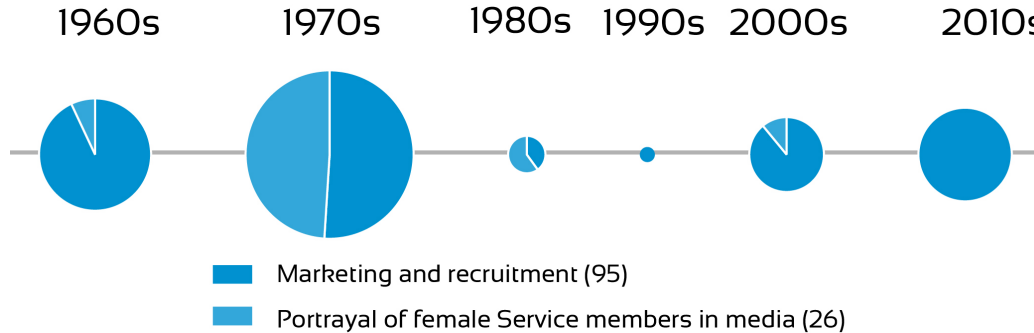 1960s 1970s 1980s 1990s 2000s 2010s
Marketing and recruitment (95)
Portrayal of female Service members in media (26)